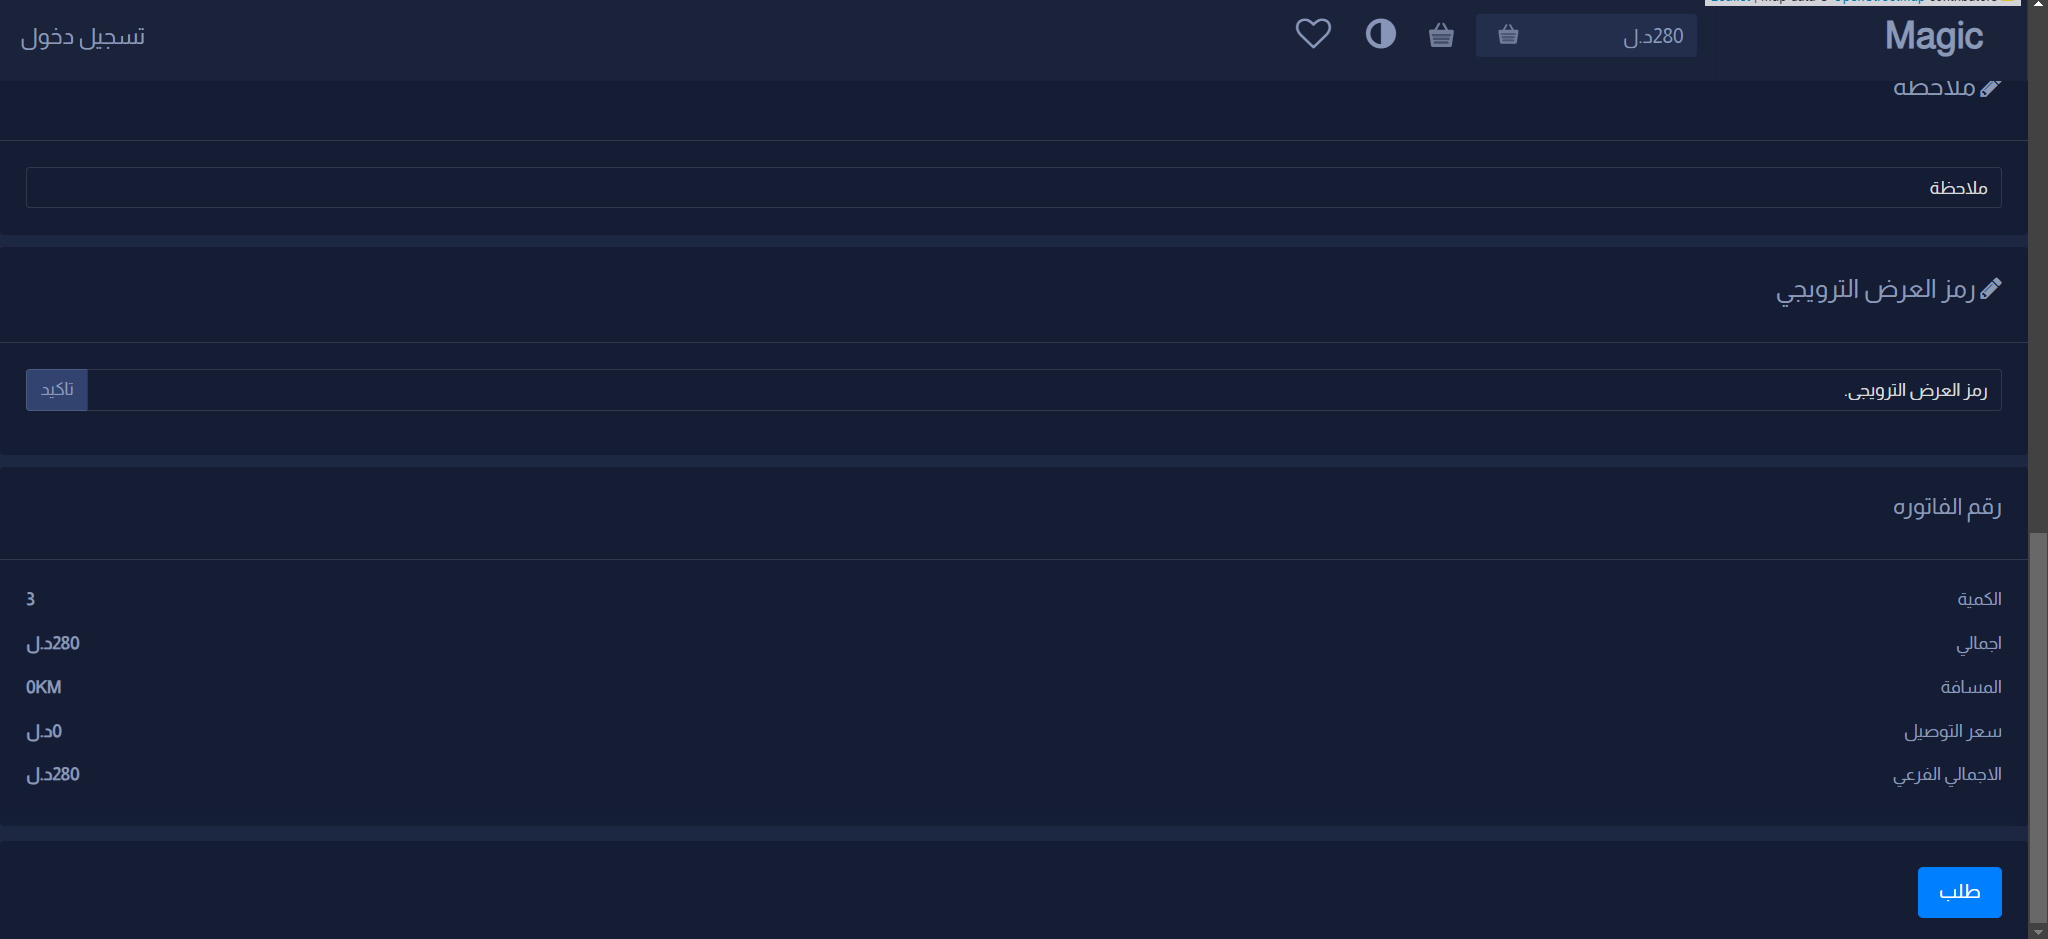 Magic
280د.ل
تسجيل دخول
ملاحظه
ملاحظة
رمز العرض الترويجي
رمز العرض الترويجى.
تاكيد
رقم الفاتوره
الكمية
3
اجمالي
280د.ل
المسافة
0KM
سعر التوصيل
0د.ل
الاجمالي الفرعي
280د.ل
طلب